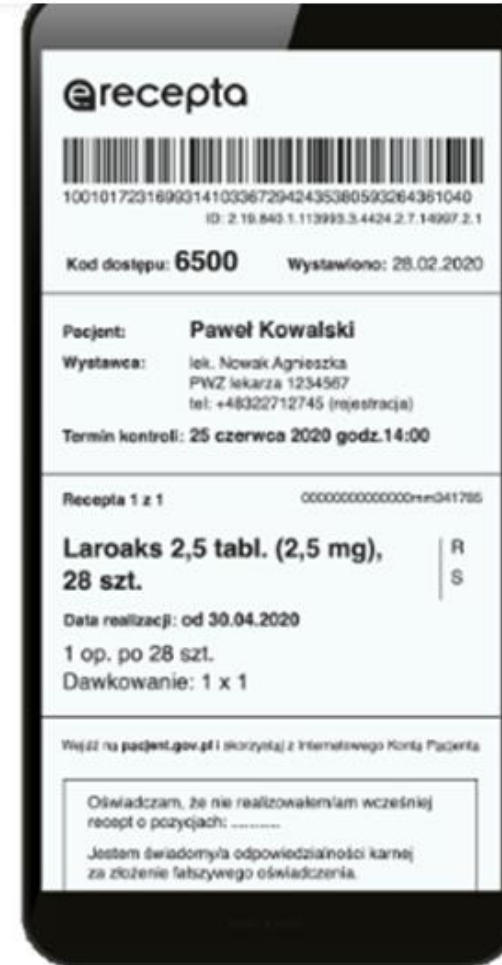 erecepta
10010172316993141033672942435380593264361040
ID: 2.19.840.1.113993.3.4424.2.7.14997.2.1
Kod dostępu: 6500 Wystawiono: 28.02.2020
Pacjent: Paweł Kowalski
Wystawca: lek. Nowak Agnieszka
PWZ lekarza 1234567
tel: +48322712745 (rejestracja)
Termin kontroli: 25 czerwca 2020 godz.14:00
Recepta 1 z 1
Laroaks 2,5 tabl. (2,5 mg), R
28 szt. S
Data realizacji: od 30.04.2020
1 op. po 28 szt.
Dawkowanie: 1 x 1
Wejdź na pacjent.gov.pl i skorzystaj z Internetowego Konta Pacjenta
Oświadczam, że nie realizowałem/am wcześniej
recept o pozycjach: ...........
Jestem świadomy/a odpowiedzialności karnej
za złożenie fałszywego oświadczenia.